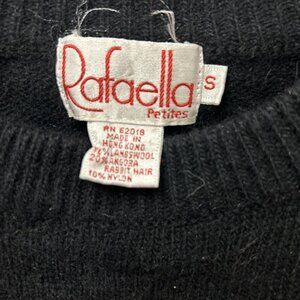 Rafaella
Petites
S
RN 62018
MADE IN
HONG KONG
70% LAMBSWOOL
20% ANGORA
RABBIT HAIR
10% NYLON